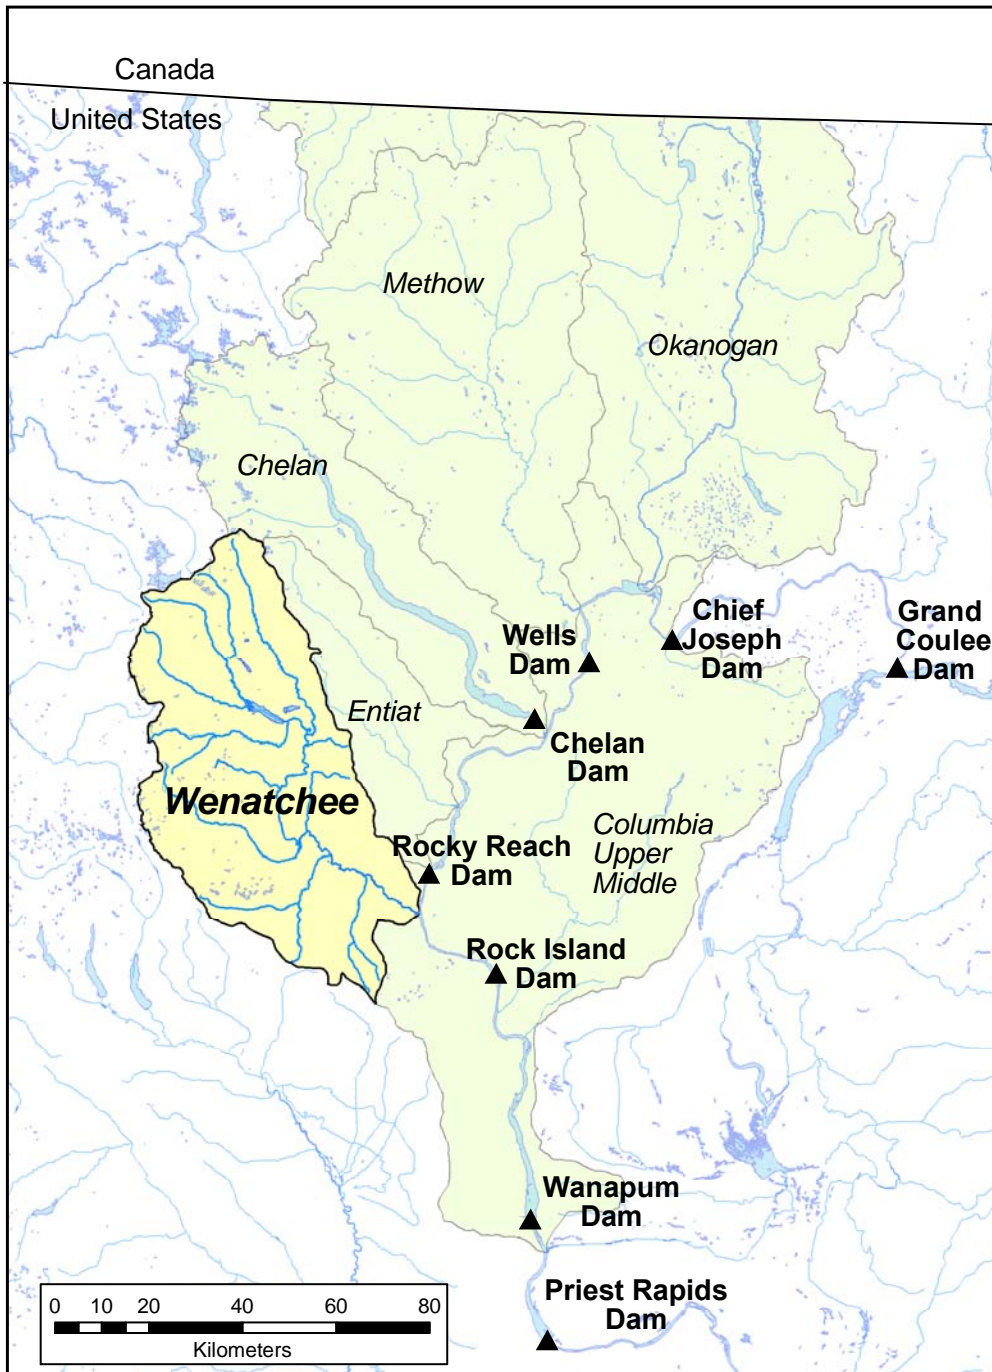 Canada
United States
Methow
Okanogan
Chelan
Chief
Joseph
Dam
Grand
Coulee
Dam
Wells
Dam
Entiat
Chelan
Dam
Wenatchee
Columbia
Upper
Middle
Rocky Reach
Dam
Rock Island
Dam
Wanapum
Dam
Priest Rapids
Dam
0 10 20 40 60 80
Kilometers